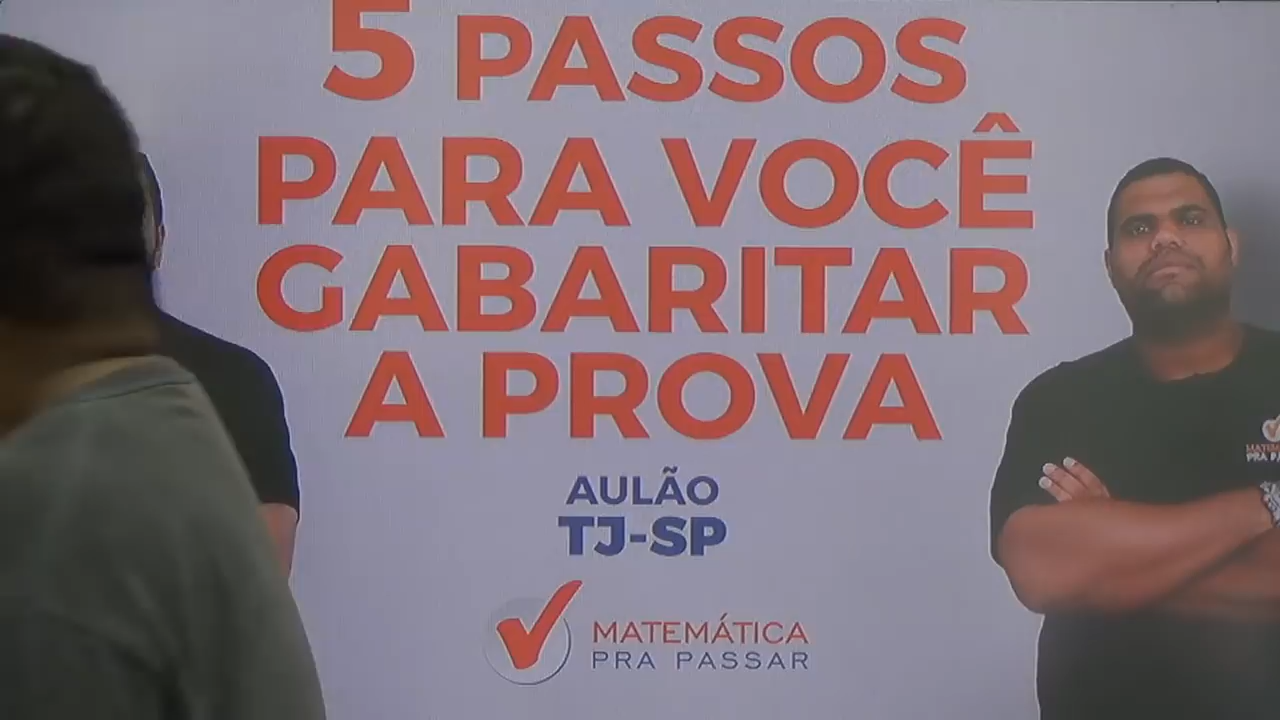 5 PASSOS
PARA VOCÊ
GABARITAR
A PROVA
AULÃO
TJ-SP
MATEMÁTICA
PRA PASSAR